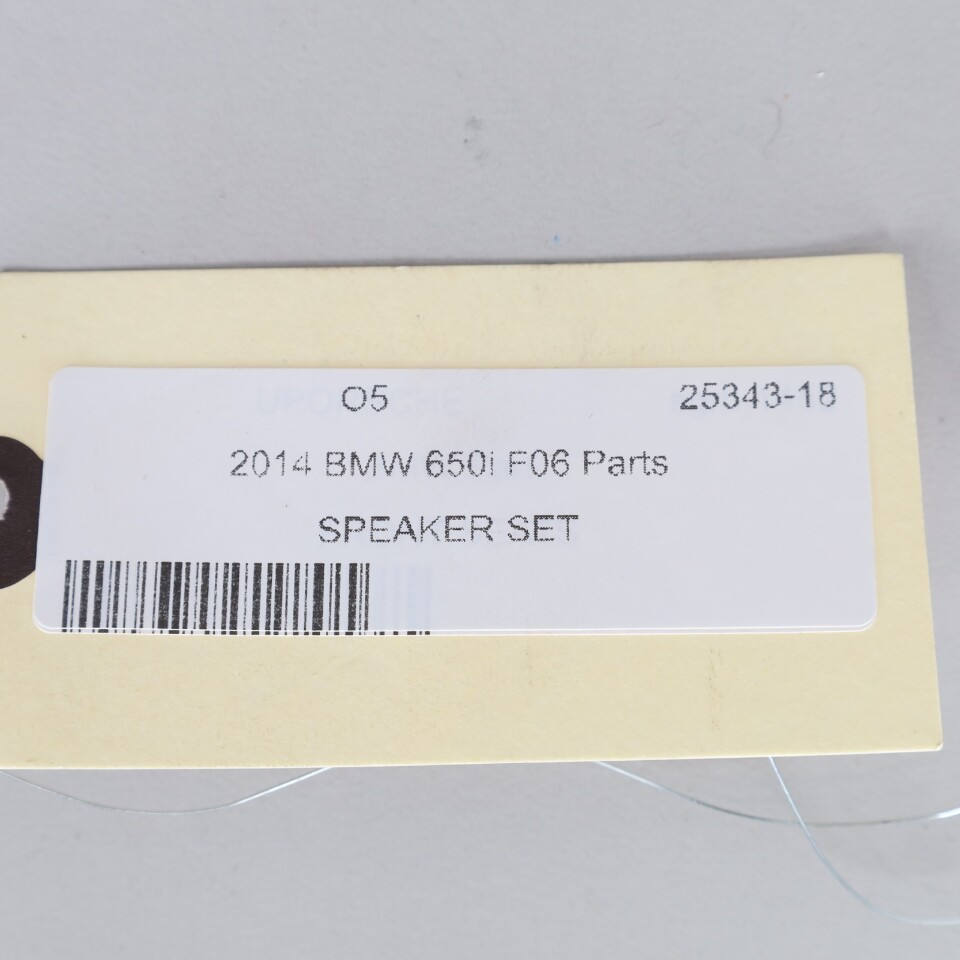 O5 25343-18
2014 BMW 650i F06 Parts
SPEAKER SET